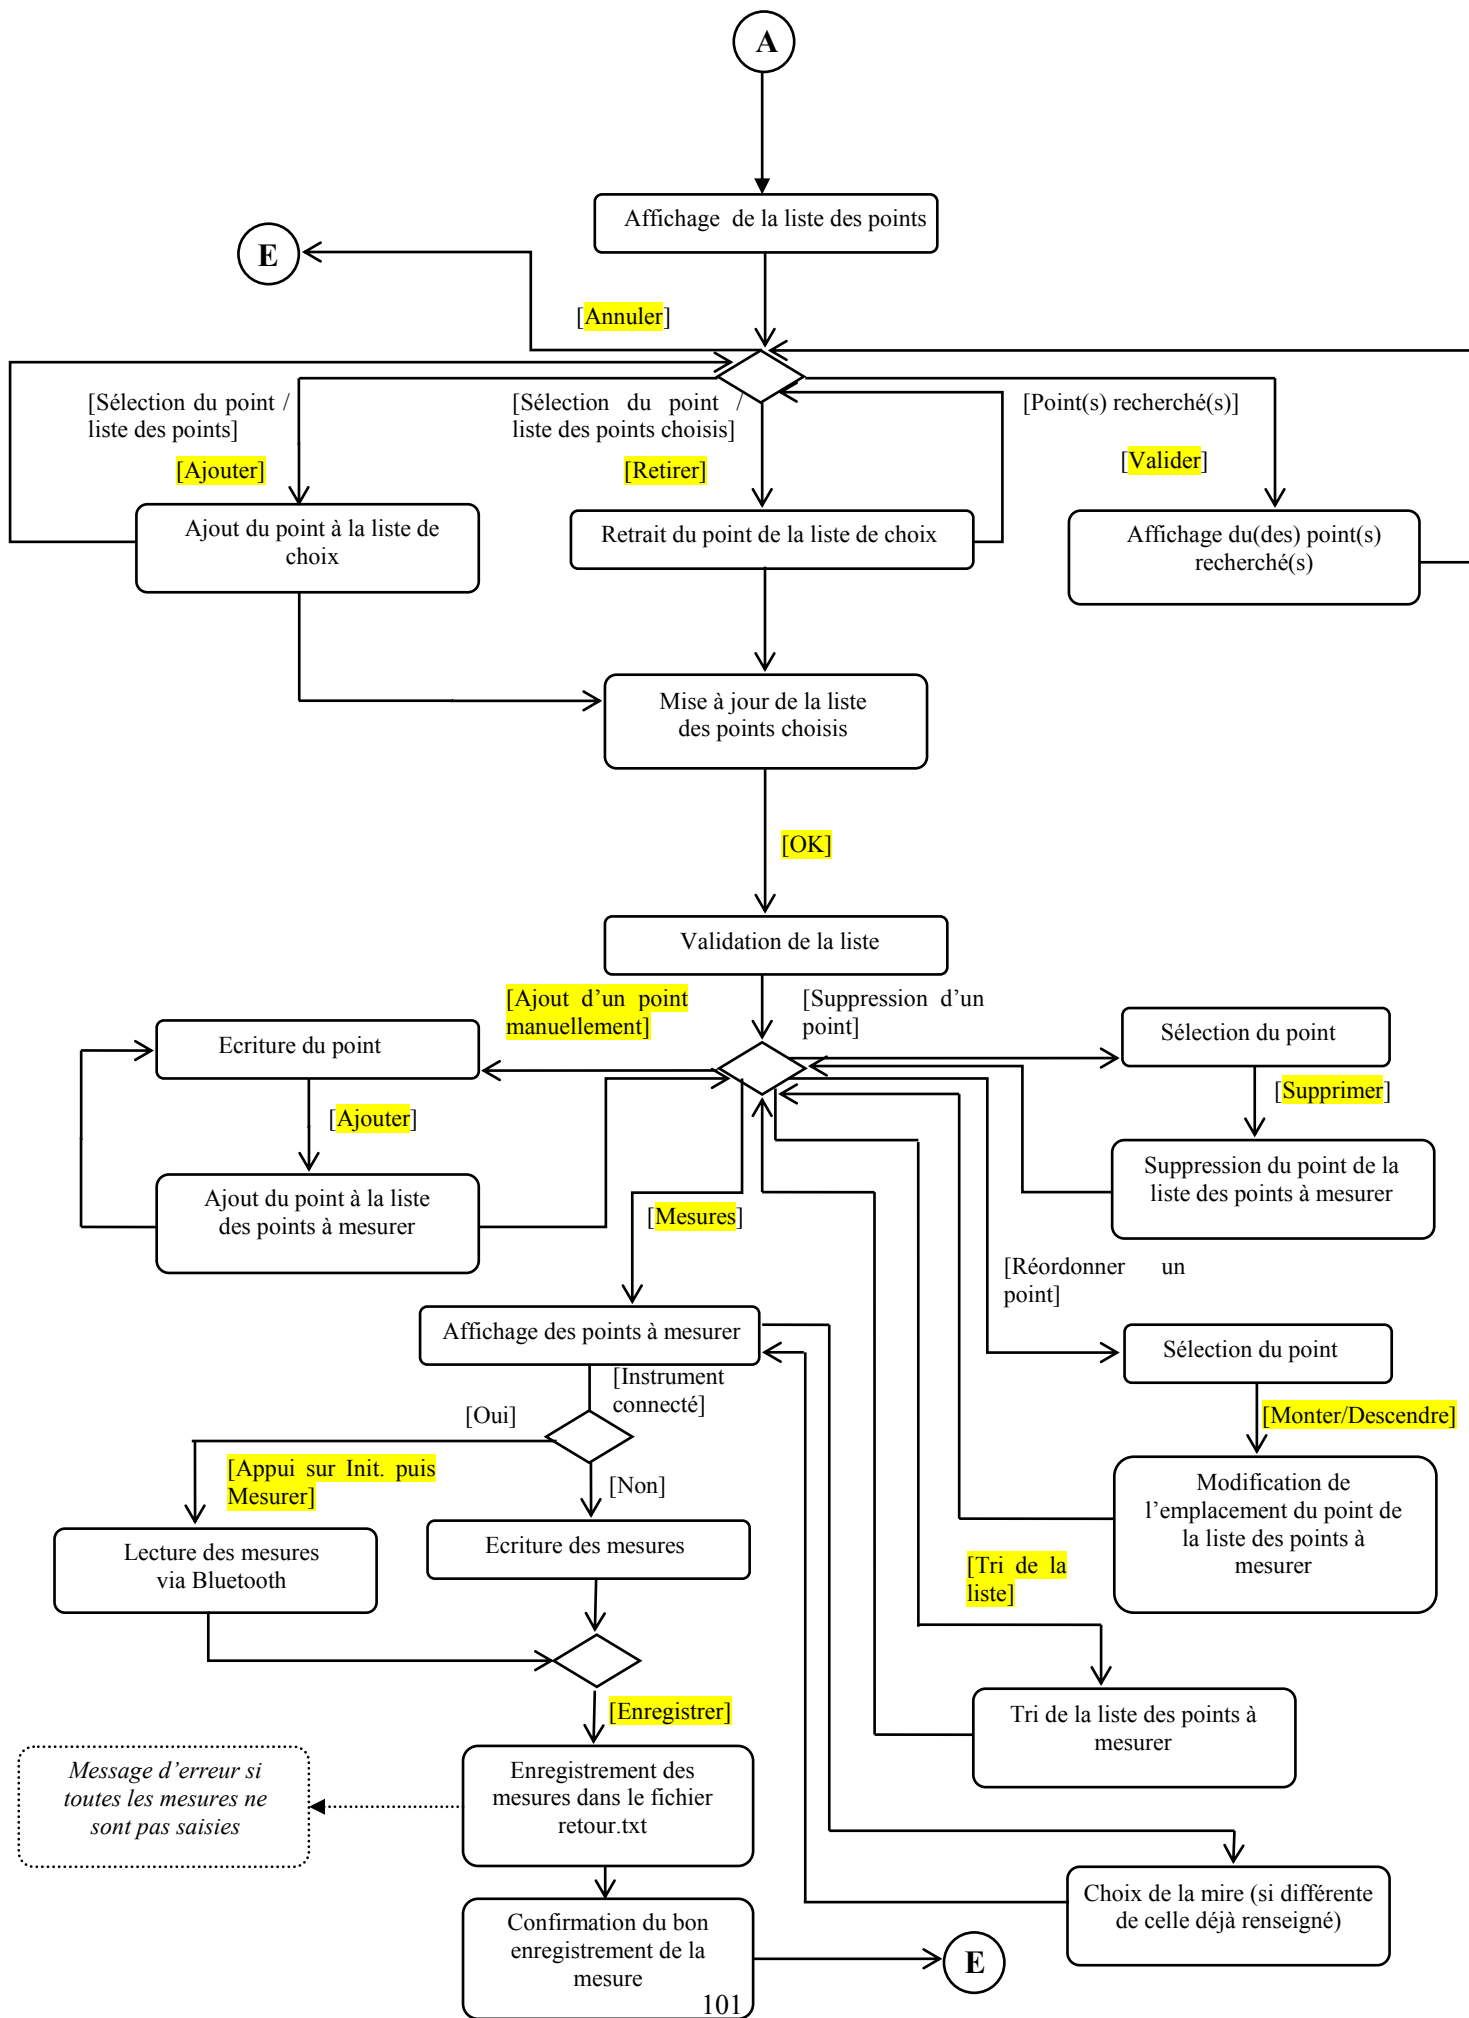 A
Affichage de la liste des points
E
[Annuler]
[Sélection du point /
liste des points]
[Ajouter]
[Sélection du point /
liste des points choisis]
[Retirer]
[Point(s) recherché(s)]
[Valider]
Ajout du point à la liste de
choix
Retrait du point de la liste de choix
Affichage du(des) point(s)
recherché(s)
Mise à jour de la liste
des points choisis
[OK]
Validation de la liste
[Ajout d’un point
manuellement]
[Suppression d’un
point]
Ecriture du point
Sélection du point
[Ajouter]
[Supprimer]
Ajout du point à la liste
des points à mesurer
Suppression du point de la
liste des points à mesurer
[Mesures]
[Réordonner un
point]
Affichage des points à mesurer
Sélection du point
[Instrument
connecté]
[Oui]
[Monter/Descendre]
[Appui sur Init. puis
Mesurer]
[Non]
Modification de
l’emplacement du point de
la liste des points à
mesurer
Lecture des mesures
via Bluetooth
Ecriture des mesures
[Tri de la
liste]
[Enregistrer]
Tri de la liste des points à
mesurer
Message d’erreur si
toutes les mesures ne
sont pas saisies
Enregistrement des
mesures dans le fichier
retour.txt
Choix de la mire (si différente
de celle déjà renseigné)
Confirmation du bon
enregistrement de la
mesure
E
101